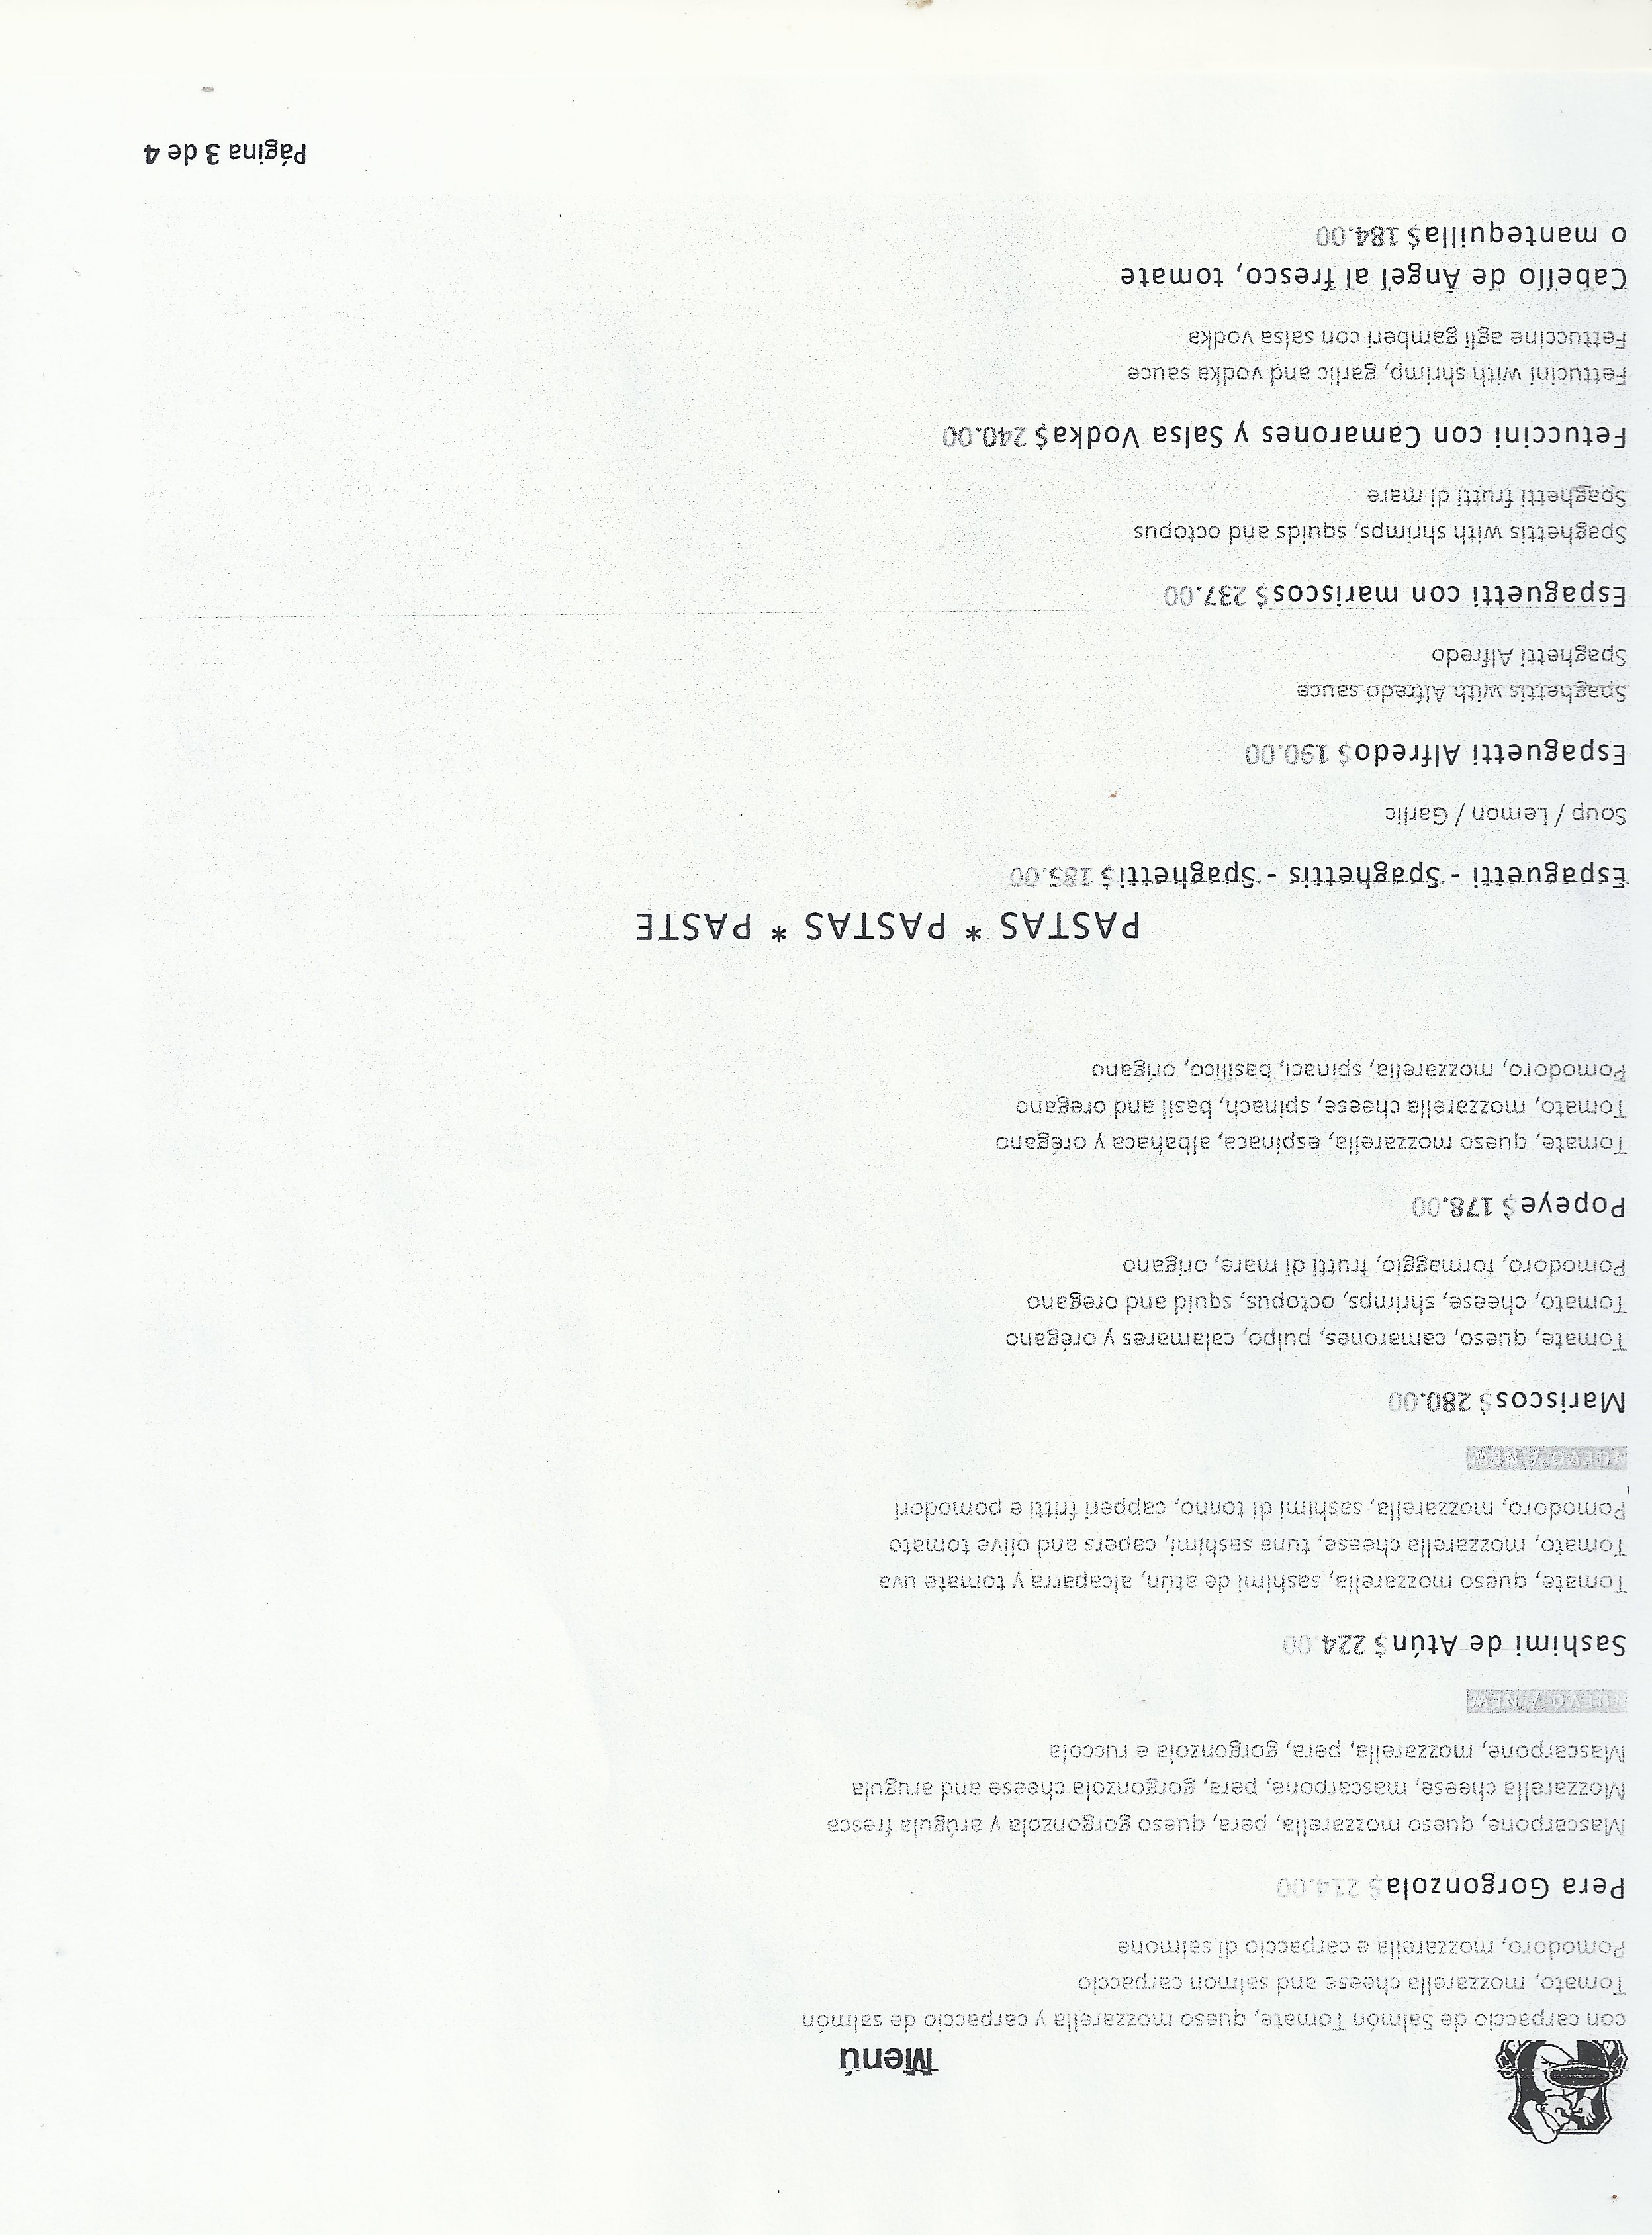 Menú
con carpaccio de Salmón Tomate, queso mozzarella y carpaccio de salmón
Tomato, mozzarella cheese and salmon carpaccio
Pomodoro, mozzarella e carpaccio di salmone
Pera Gorgonzola $ 214.00
Mascarpone, queso mozzarella, pera, queso gorgonzola y arúgula fresca
Mozzarella cheese, mascarpone, pera, gorgonzola cheese and arugula
Mascarpone, mozzarella, pera, gorgonzola e ruccola
NUEVO / NEW
Sashimi de Atún $ 224.00
Tomate, queso mozzarella, sashimi de atún, alcaparra y tomate uva
Tomato, mozzarella cheese, tuna sashimi, capers and olive tomato
Pomodoro, mozzarella, sashimi di tonno, capperi fritti e pomodori
NUEVO / NEW
Mariscos $ 280.00
Tomate, queso, camarones, pulpo, calamares y orégano
Tomato, cheese, shrimps, octopus, squid and oregano
Pomodoro, formaggio, frutti di mare, origano
Popeye $ 178.00
Tomate, queso mozzarella, espinaca, albahaca y orégano
Tomato, mozzarella cheese, spinach, basil and oregano
Pomodoro, mozzarella, spinaci, basilico, origano
PASTAS * PASTAS * PASTE
Espaguetti - Spaghettis - Spaghetti $ 185.00
Soup / Lemon / Garlic
Espaguetti Alfredo $ 190.00
Spaghettis with Alfredo sauce
Spaghetti Alfredo
Espaguetti con mariscos $ 237.00
Spaghettis with shrimps, squids and octopus
Spaghetti frutti di mare
Fetuccini con Camarones y Salsa Vodka $ 240.00
Fettucini with shrimp, garlic and vodka sauce
Fettuccine agli gamberi con salsa vodka
Cabello de Ángel al fresco, tomate
o mantequilla $ 184.00
Página 3 de 4